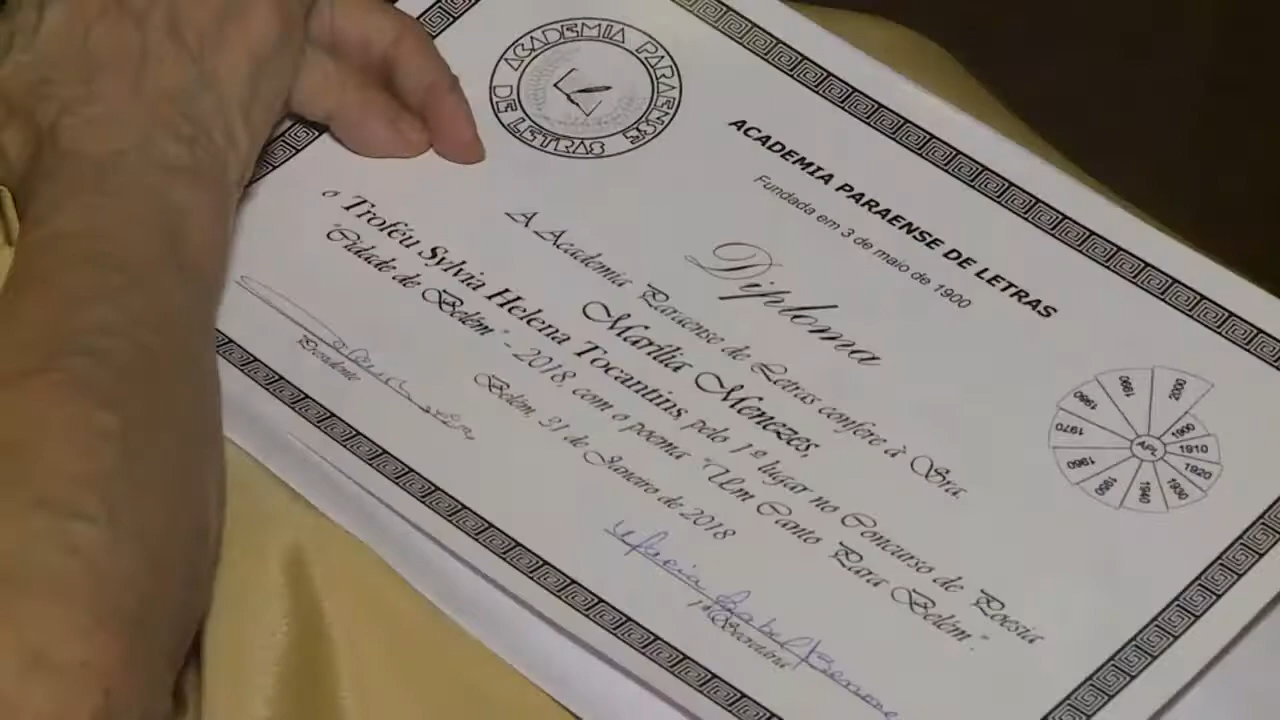 ACADEMIA PARAENSE DE LETRAS
ACADEMIA PARAENSE DE LETRAS
Fundada em 3 de maio de 1900
Diploma
A Academia Paraense de Letras confere à Sra.
Marília Menezes,
o Troféu Sylvia Helena Tocantins, pelo 1º lugar no Concurso de Poesia
"Cidade de Belém" - 2018, com o poema "Um Canto Para Belém".
Belém, 31 de Janeiro de 2018
Presidente
1ª Secretária
2000
1900
1910
1920
1930
1940
1950
1960
1970
1980
1990
APL